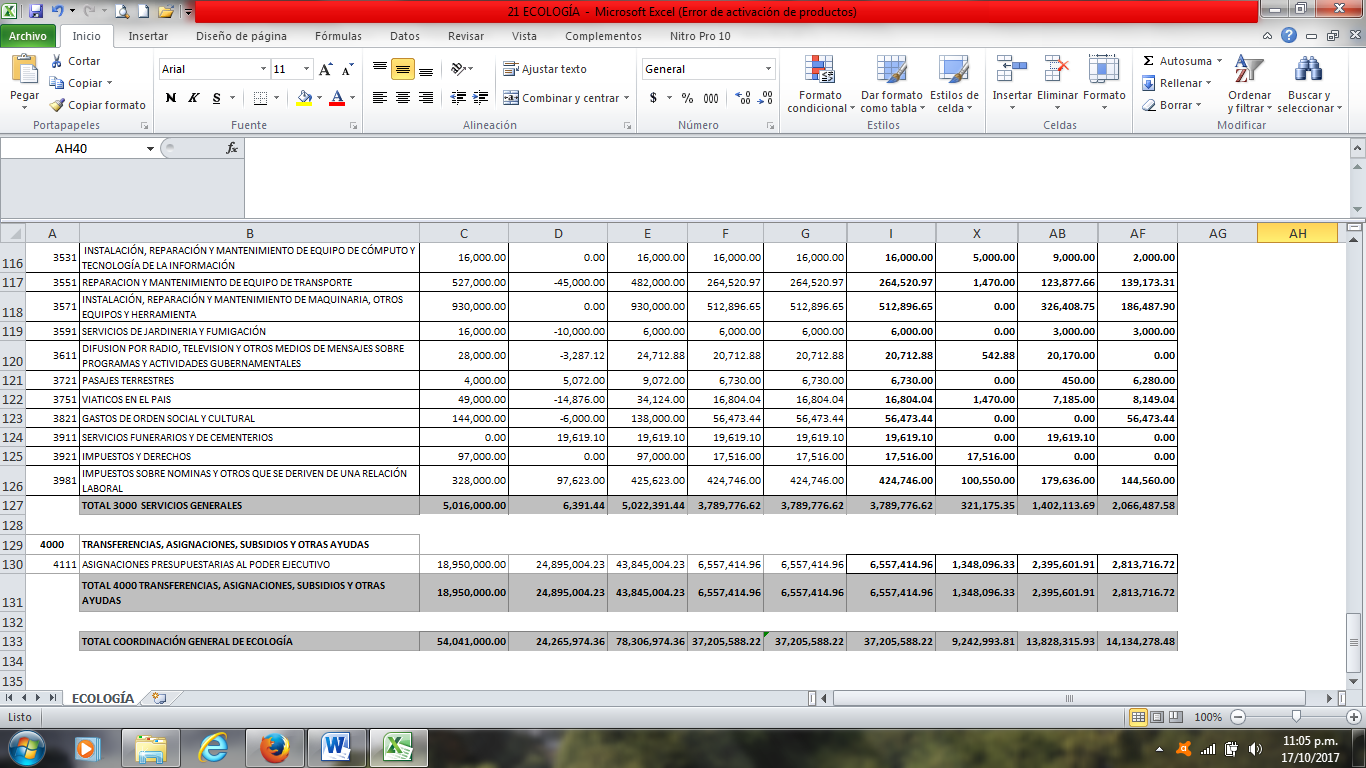 21 ECOLOGÍA - Microsoft Excel (Error de activación de productos)
Archivo Inicio Insertar Diseño de página Fórmulas Datos Revisar Vista Complementos Nitro Pro 10
Pegar
Cortar
Copiar
Copiar formato
Portapapeles
Arial 11
N K S
Fuente
Ajustar texto
Combinar y centrar
Alineación
General
$ % 000
Número
Formato condicional
Dar formato como tabla
Estilos de celda
Estilos
Insertar Eliminar Formato
Celdas
Autosuma
Rellenar
Borrar
Ordenar y filtrar
Buscar y seleccionar
Modificar
AH40 fx
A B C D E F G I X AB AF AG AH
116 3531 INSTALACIÓN, REPARACIÓN Y MANTENIMIENTO DE EQUIPO DE CÓMPUTO Y
TECNOLOGÍA DE LA INFORMACIÓN 16,000.00 0.00 16,000.00 16,000.00 16,000.00 16,000.00 5,000.00 9,000.00 2,000.00
117 3551 REPARACION Y MANTENIMIENTO DE EQUIPO DE TRANSPORTE 527,000.00 -45,000.00 482,000.00 264,520.97 264,520.97 264,520.97 1,470.00 123,877.66 139,173.31
118 3571 INSTALACIÓN, REPARACIÓN Y MANTENIMIENTO DE MAQUINARIA, OTROS
EQUIPOS Y HERRAMIENTA 930,000.00 0.00 930,000.00 512,896.65 512,896.65 512,896.65 0.00 326,408.75 186,487.90
119 3591 SERVICIOS DE JARDINERIA Y FUMIGACIÓN 16,000.00 -10,000.00 6,000.00 6,000.00 6,000.00 6,000.00 0.00 3,000.00 3,000.00
120 3611 DIFUSION POR RADIO, TELEVISION Y OTROS MEDIOS DE MENSAJES SOBRE
PROGRAMAS Y ACTIVIDADES GUBERNAMENTALES 28,000.00 -3,287.12 24,712.88 20,712.88 20,712.88 20,712.88 542.88 20,170.00 0.00
121 3721 PASAJES TERRESTRES 4,000.00 5,072.00 9,072.00 6,730.00 6,730.00 6,730.00 0.00 450.00 6,280.00
122 3751 VIATICOS EN EL PAIS 49,000.00 -14,876.00 34,124.00 16,804.04 16,804.04 16,804.04 1,470.00 7,185.00 8,149.04
123 3821 GASTOS DE ORDEN SOCIAL Y CULTURAL 144,000.00 -6,000.00 138,000.00 56,473.44 56,473.44 56,473.44 0.00 0.00 56,473.44
124 3911 SERVICIOS FUNERARIOS Y DE CEMENTERIOS 0.00 19,619.10 19,619.10 19,619.10 19,619.10 19,619.10 0.00 19,619.10 0.00
125 3921 IMPUESTOS Y DERECHOS 97,000.00 0.00 97,000.00 17,516.00 17,516.00 17,516.00 17,516.00 0.00 0.00
126 3981 IMPUESTOS SOBRE NOMINAS Y OTROS QUE SE DERIVEN DE UNA RELACIÓN
LABORAL 328,000.00 97,623.00 425,623.00 424,746.00 424,746.00 424,746.00 100,550.00 179,636.00 144,560.00
127 TOTAL 3000 SERVICIOS GENERALES 5,016,000.00 6,391.44 5,022,391.44 3,789,776.62 3,789,776.62 3,789,776.62 321,175.35 1,402,113.69 2,066,487.58
128
129 4000 TRANSFERENCIAS, ASIGNACIONES, SUBSIDIOS Y OTRAS AYUDAS
130 4111 ASIGNACIONES PRESUPUESTARIAS AL PODER EJECUTIVO 18,950,000.00 24,895,004.23 43,845,004.23 6,557,414.96 6,557,414.96 6,557,414.96 1,348,096.33 2,395,601.91 2,813,716.72
131 TOTAL 4000 TRANSFERENCIAS, ASIGNACIONES, SUBSIDIOS Y OTRAS
AYUDAS 18,950,000.00 24,895,004.23 43,845,004.23 6,557,414.96 6,557,414.96 6,557,414.96 1,348,096.33 2,395,601.91 2,813,716.72
132
133 TOTAL COORDINACIÓN GENERAL DE ECOLOGÍA 54,041,000.00 24,265,974.36 78,306,974.36 37,205,588.22 37,205,588.22 37,205,588.22 9,242,993.81 13,828,315.93 14,134,278.48
134
135
ECOLOGÍA
Listo 100%
11:05 p.m.
17/10/2017